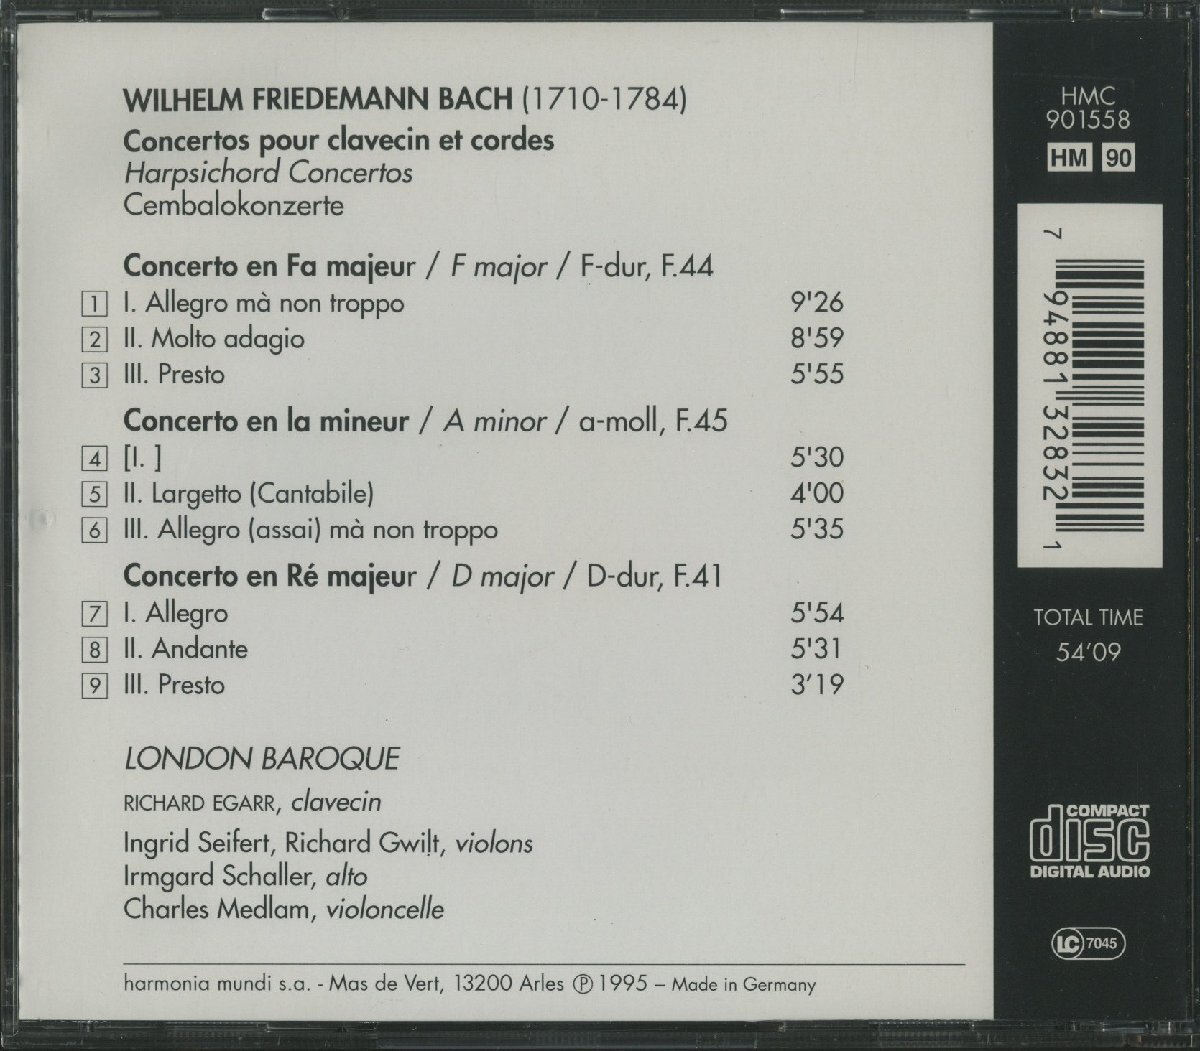 WILHELM FRIEDEMANN BACH (1710-1784)
Concertos pour clavecin et cordes
Harpsichord Concertos
Cembalokonzerte
Concerto en Fa majeur / F major / F-dur, F.44
1 I. Allegro mà non troppo 9'26
2 II. Molto adagio 8'59
3 III. Presto 5'55
Concerto en la mineur / A minor / a-moll, F.45
4 [I. ] 5'30
5 II. Largetto (Cantabile) 4'00
6 III. Allegro (assai) mà non troppo 5'35
Concerto en Ré majeur / D major / D-dur, F.41
7 I. Allegro 5'54
8 II. Andante 5'31
9 III. Presto 3'19
LONDON BAROQUE
RICHARD EGARR, clavecin
Ingrid Seifert, Richard Gwilt, violons
Irmgard Schaller, alto
Charles Medlam, violoncelle
harmonia mundi s.a. - Mas de Vert, 13200 Arles ℗ 1995 – Made in Germany
HMC
901558
HM 90
7 94881 32832 1
TOTAL TIME
54'09
COMPACT
disc
DIGITAL AUDIO
LC 7045